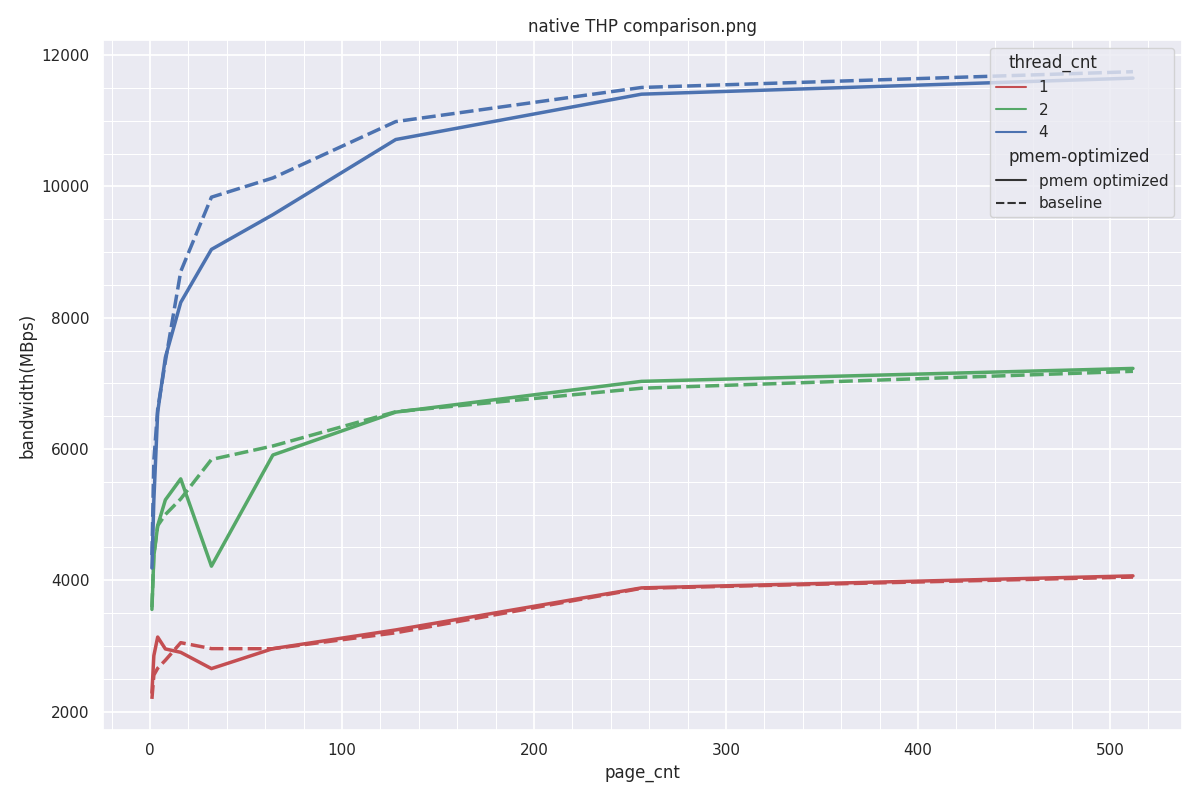 native THP comparison.png
12000
10000
8000
6000
4000
2000
bandwidth(MBps)
thread_cnt
1
2
4
pmem-optimized
pmem optimized
baseline
0 100 200 300 400 500
page_cnt